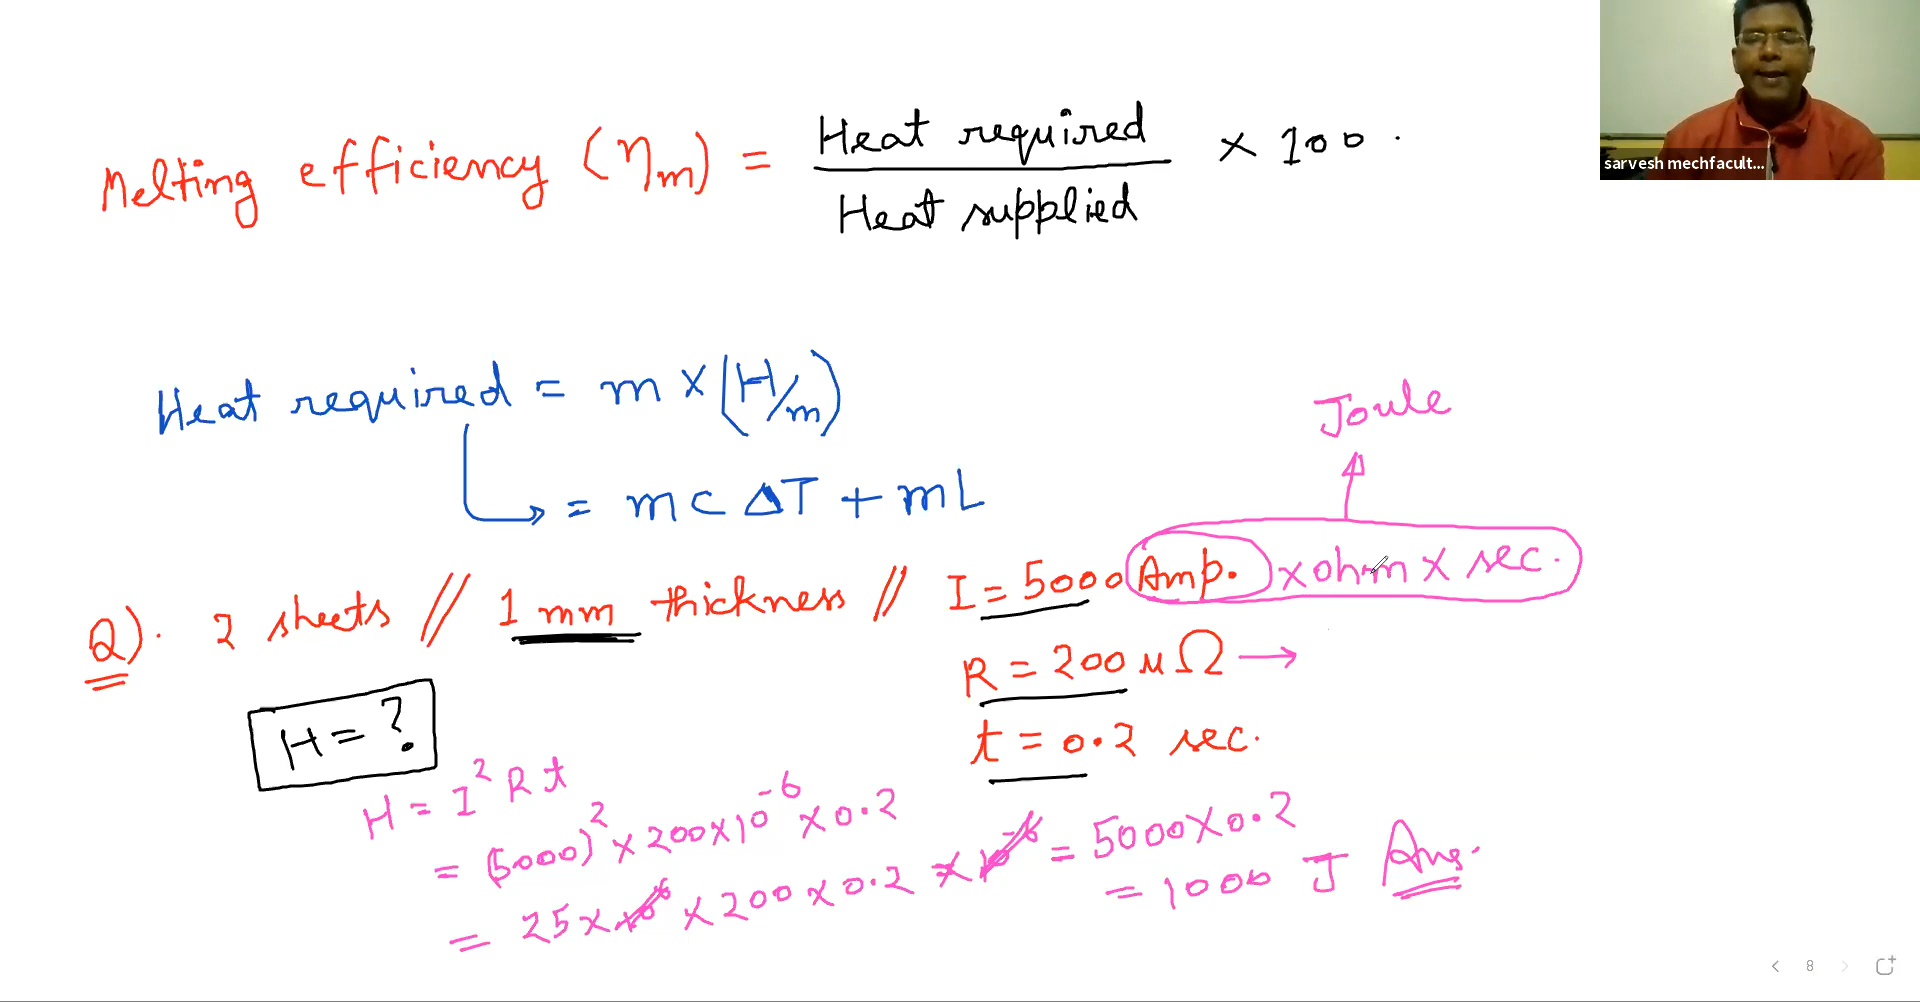 Melting efficiency (ηm) = Heat required / Heat supplied × 100 .
sarvesh mechfacult...
Heat required = m × (H/m)
= m c ΔT + m L
Joule
Q). 2 sheets // 1 mm thickness // I = 5000 Amp. × ohm × sec.
R = 200 μΩ →
t = 0.2 sec.
H = ?
H = I² R t
= (5000)² × 200 × 10⁻⁶ × 0.2
= 25 × 10⁶ × 200 × 0.2 × 10⁻⁶ = 5000 × 0.2
= 1000 J Ans.
8